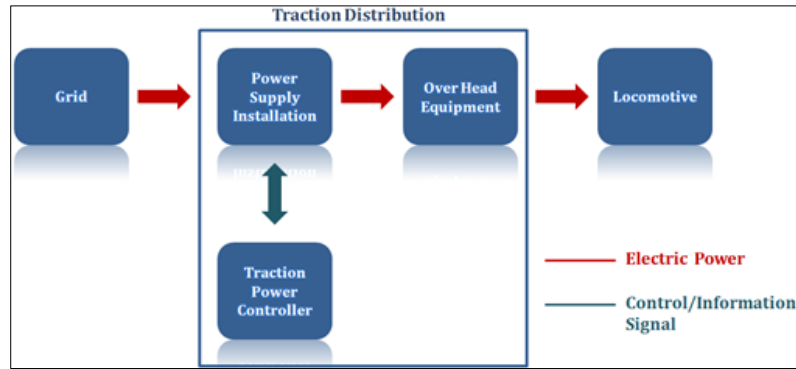 Traction Distribution
Grid
Power
Supply
Installation
Over Head
Equipment
Locomotive
Traction
Power
Controller
Electric Power
Control/Information
Signal